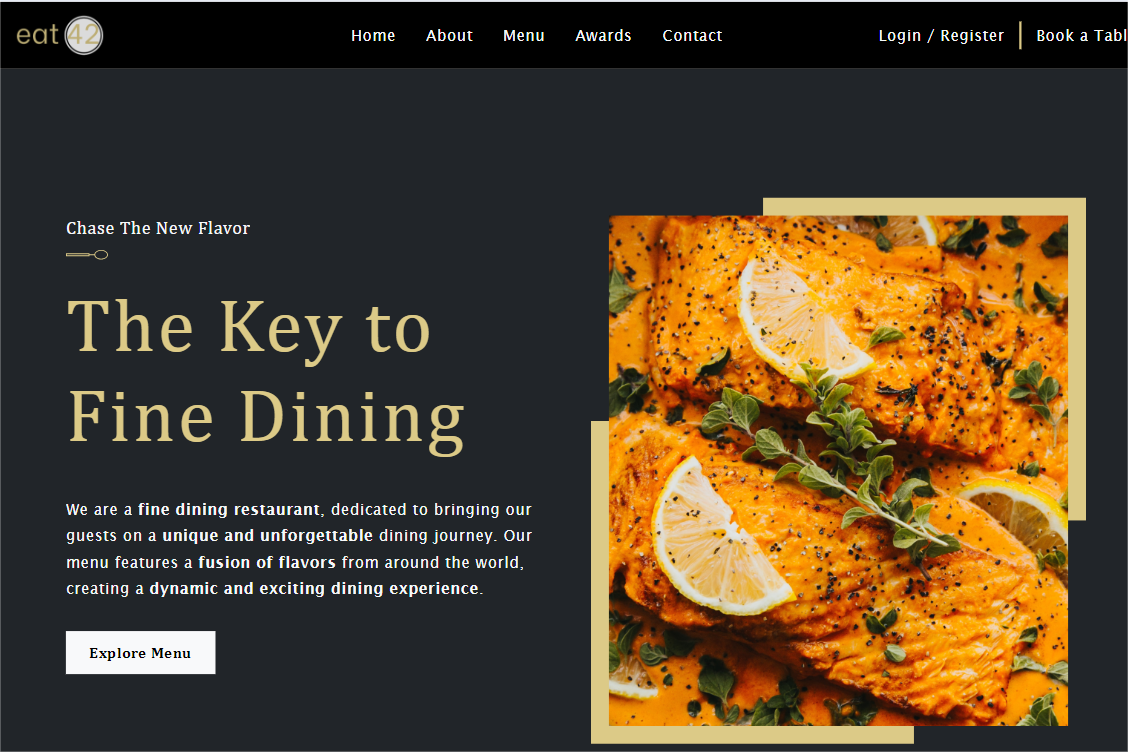 eat 42
Home About Menu Awards Contact Login / Register Book a Tabl
Chase The New Flavor
The Key to
Fine Dining
We are a fine dining restaurant, dedicated to bringing our
guests on a unique and unforgettable dining journey. Our
menu features a fusion of flavors from around the world,
creating a dynamic and exciting dining experience.
Explore Menu